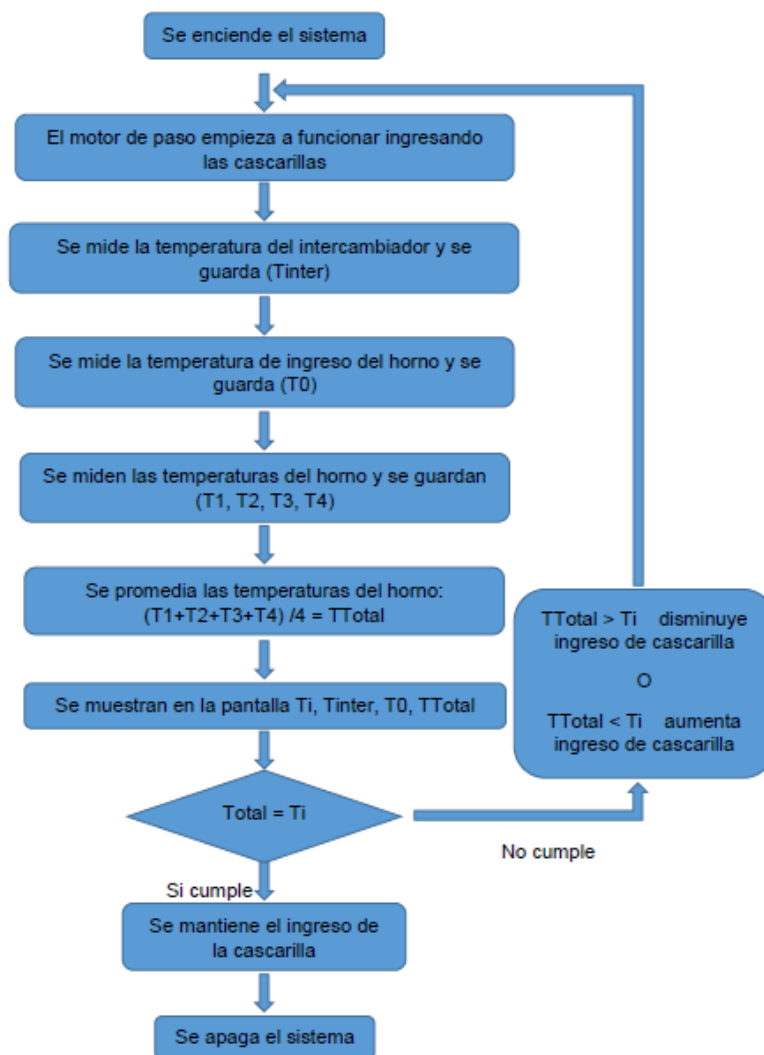 Se enciende el sistema
El motor de paso empieza a funcionar ingresando
las cascarillas
Se mide la temperatura del intercambiador y se
guarda (Tinter)
Se mide la temperatura de ingreso del horno y se
guarda (T0)
Se miden las temperaturas del horno y se guardan
(T1, T2, T3, T4)
Se promedia las temperaturas del horno:
(T1+T2+T3+T4) /4 = TTotal
Se muestran en la pantalla Ti, Tinter, T0, TTotal
Total = Ti
No cumple
TTotal > Ti disminuye
ingreso de cascarilla
O
TTotal < Ti aumenta
ingreso de cascarilla
Si cumple
Se mantiene el ingreso de
la cascarilla
Se apaga el sistema